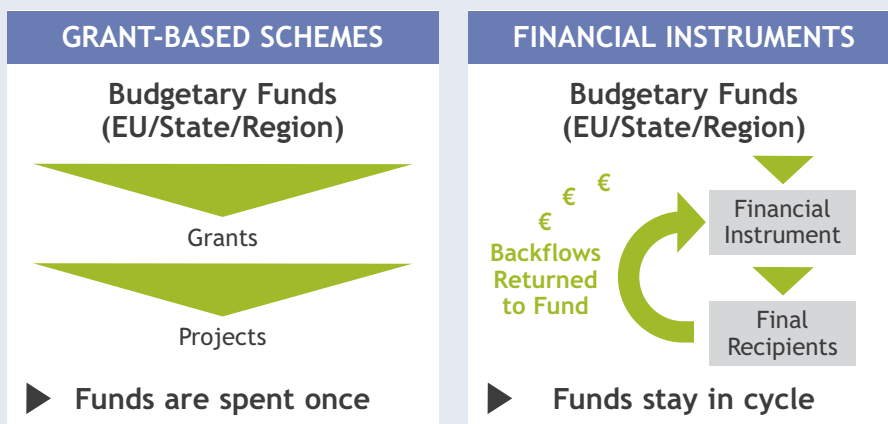 GRANT-BASED SCHEMES
Budgetary Funds
(EU/State/Region)
Grants
Projects
Funds are spent once
FINANCIAL INSTRUMENTS
Budgetary Funds
(EU/State/Region)
€
€
€
Backflows
Returned
to Fund
Financial
Instrument
Final
Recipients
Funds stay in cycle